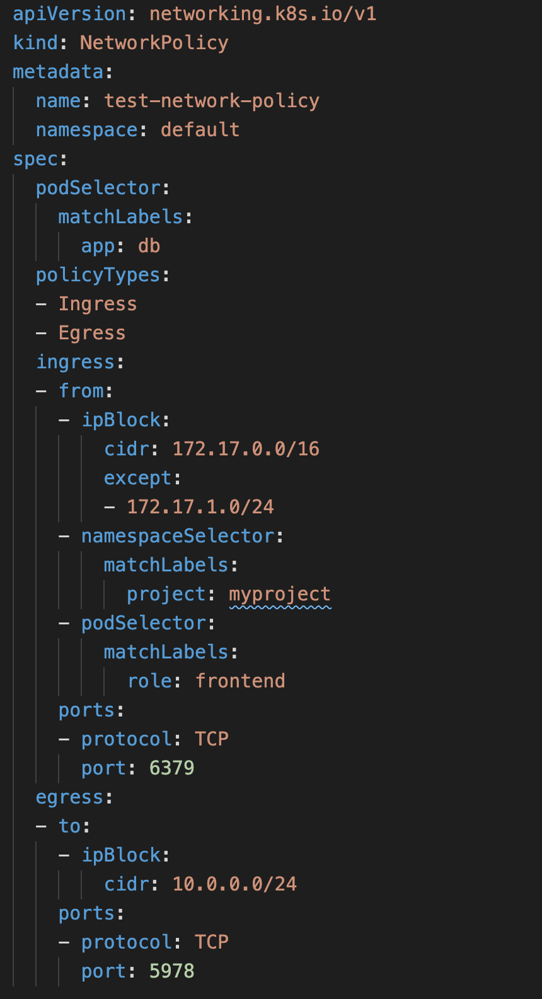 apiVersion: networking.k8s.io/v1
kind: NetworkPolicy
metadata:
  name: test-network-policy
  namespace: default
spec:
  podSelector:
    matchLabels:
      app: db
  policyTypes:
  - Ingress
  - Egress
  ingress:
  - from:
    - ipBlock:
        cidr: 172.17.0.0/16
        except:
        - 172.17.1.0/24
    - namespaceSelector:
        matchLabels:
          project: myproject
    - podSelector:
        matchLabels:
          role: frontend
    ports:
    - protocol: TCP
      port: 6379
  egress:
  - to:
    - ipBlock:
        cidr: 10.0.0.0/24
    ports:
    - protocol: TCP
      port: 5978